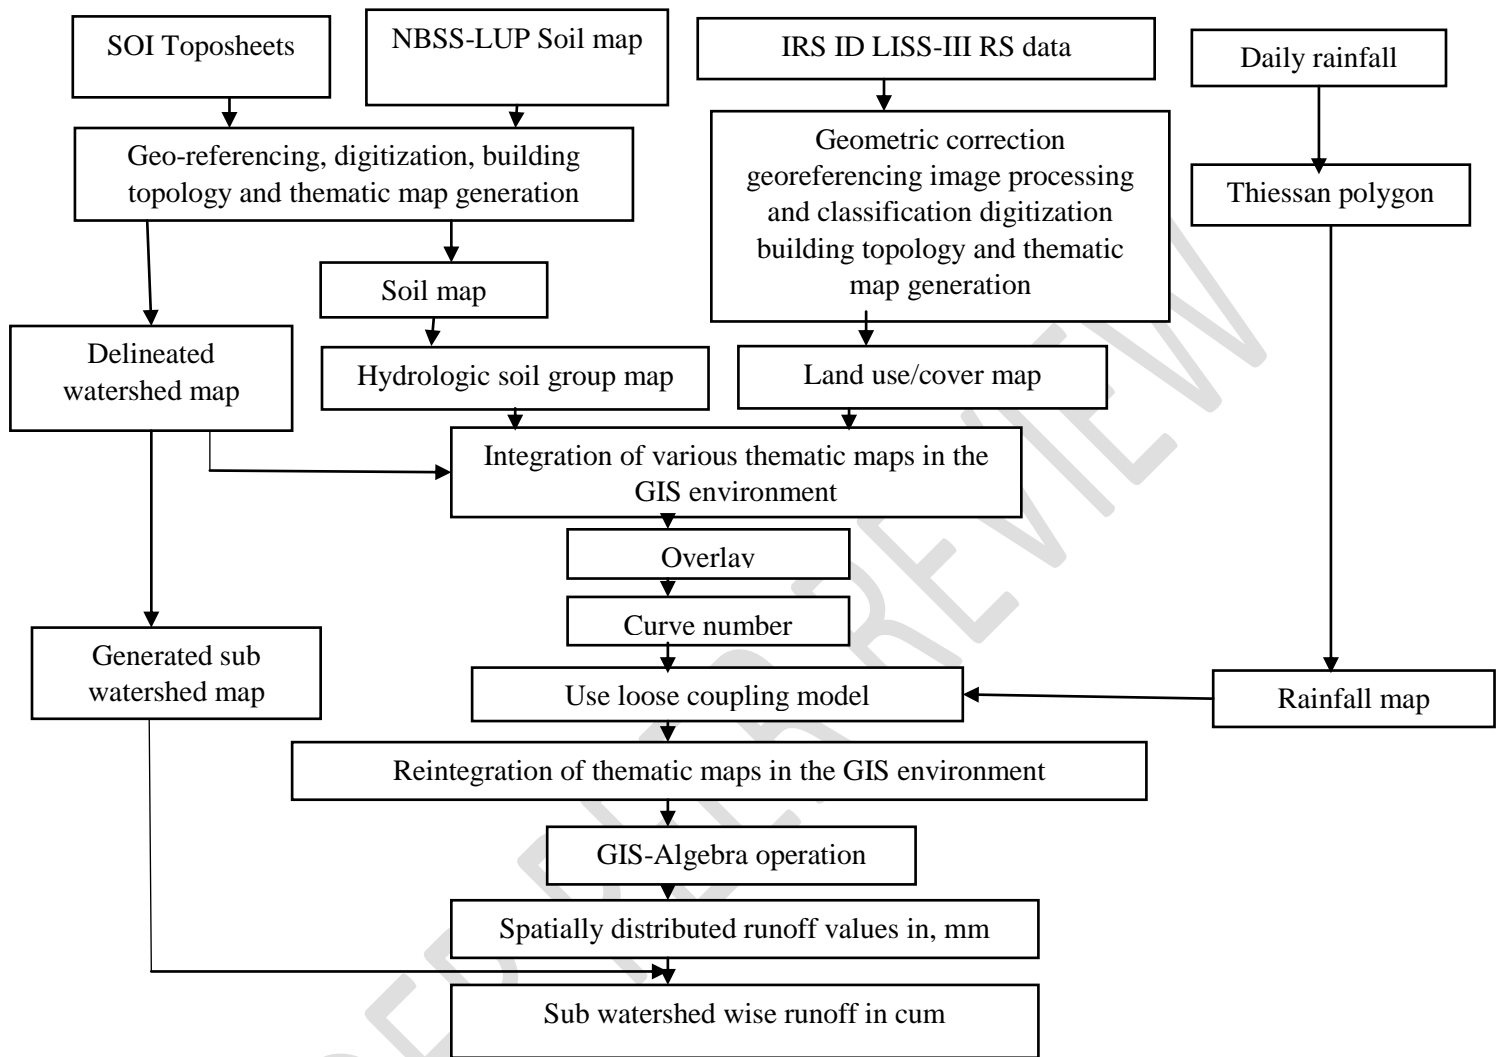 SOI Toposheets
NBSS-LUP Soil map
IRS ID LISS-III RS data
Daily rainfall
Geo-referencing, digitization, building
topology and thematic map generation
Geometric correction
georeferencing image processing
and classification digitization
building topology and thematic
map generation
Thiessan polygon
Soil map
Delineated
watershed map
Hydrologic soil group map
Land use/cover map
Integration of various thematic maps in the
GIS environment
Overlay
Curve number
Generated sub
watershed map
Use loose coupling model
Rainfall map
Reintegration of thematic maps in the GIS environment
GIS-Algebra operation
Spatially distributed runoff values in, mm
Sub watershed wise runoff in cum
PEER REVIEW